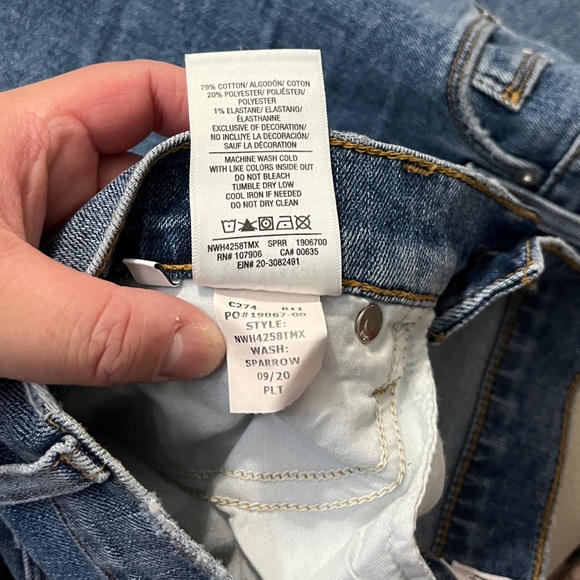 79% COTTON/ ALGODÓN/ COTON
20% POLYESTER/ POLIÉSTER/
POLYESTER
1% ELASTANE/ ELASTANO/
ÉLASTHANNE
EXCLUSIVE OF DECORATION/
NO INCLUYE LA DECORACIÓN/
SAUF LA DÉCORATION
MACHINE WASH COLD
WITH LIKE COLORS INSIDE OUT
DO NOT BLEACH
TUMBLE DRY LOW
COOL IRON IF NEEDED
DO NOT DRY CLEAN
NWH4258TMX SPRR 1906700
RN# 107906 CA# 00635
EIN# 20-3082491
C274 B11
PO#19067-00
STYLE:
NWH4258TMX
WASH:
SPARROW
09/20
PLT